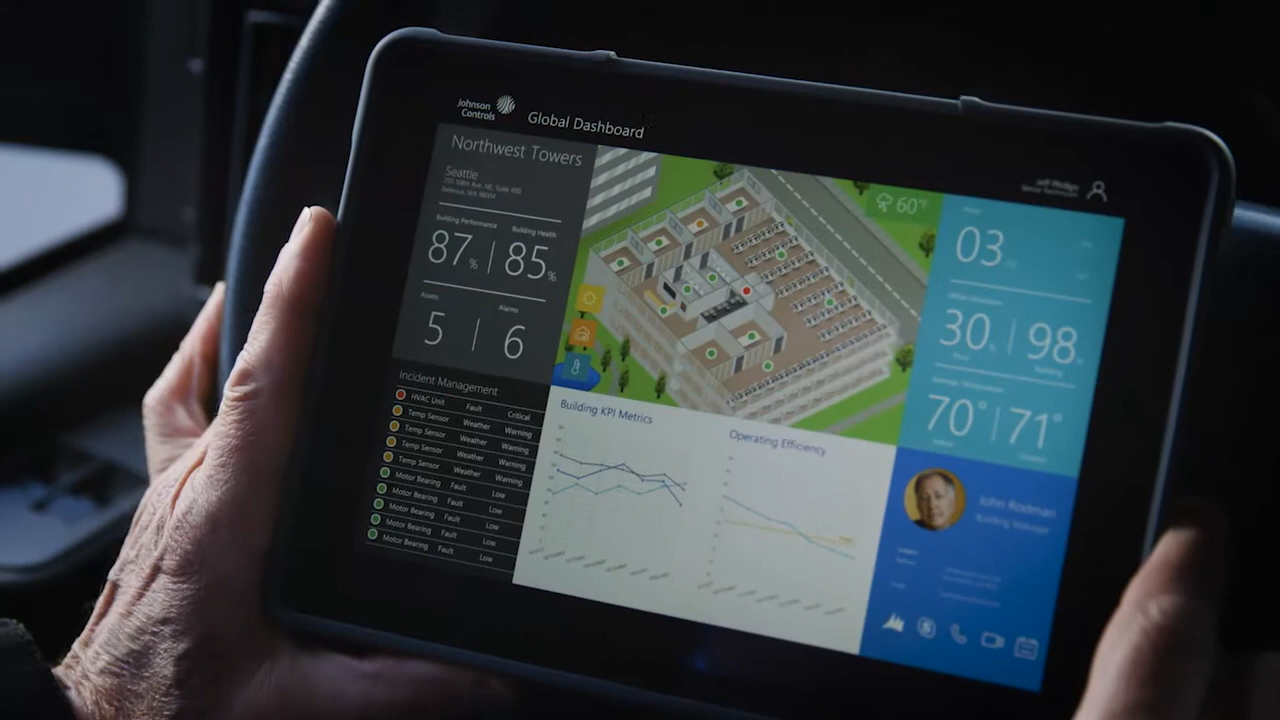 Johnson
Controls
Global Dashboard
Northwest Towers
Seattle
Building Performance
Building Health
87% | 85%
Assets
Alarms
5 | 6
Incident Management
HVAC Unit Fault Critical
Temp Sensor Weather Warning
Temp Sensor Weather Warning
Temp Sensor Weather Warning
Temp Sensor Weather Warning
Motor Bearing Fault Low
Motor Bearing Fault Low
Motor Bearing Fault Low
Motor Bearing Fault Low
Motor Bearing Fault Low
60°F
Building KPI Metrics
Operating Efficiency
03
30 | 98
70° | 71°
John Rodman
Building Manager